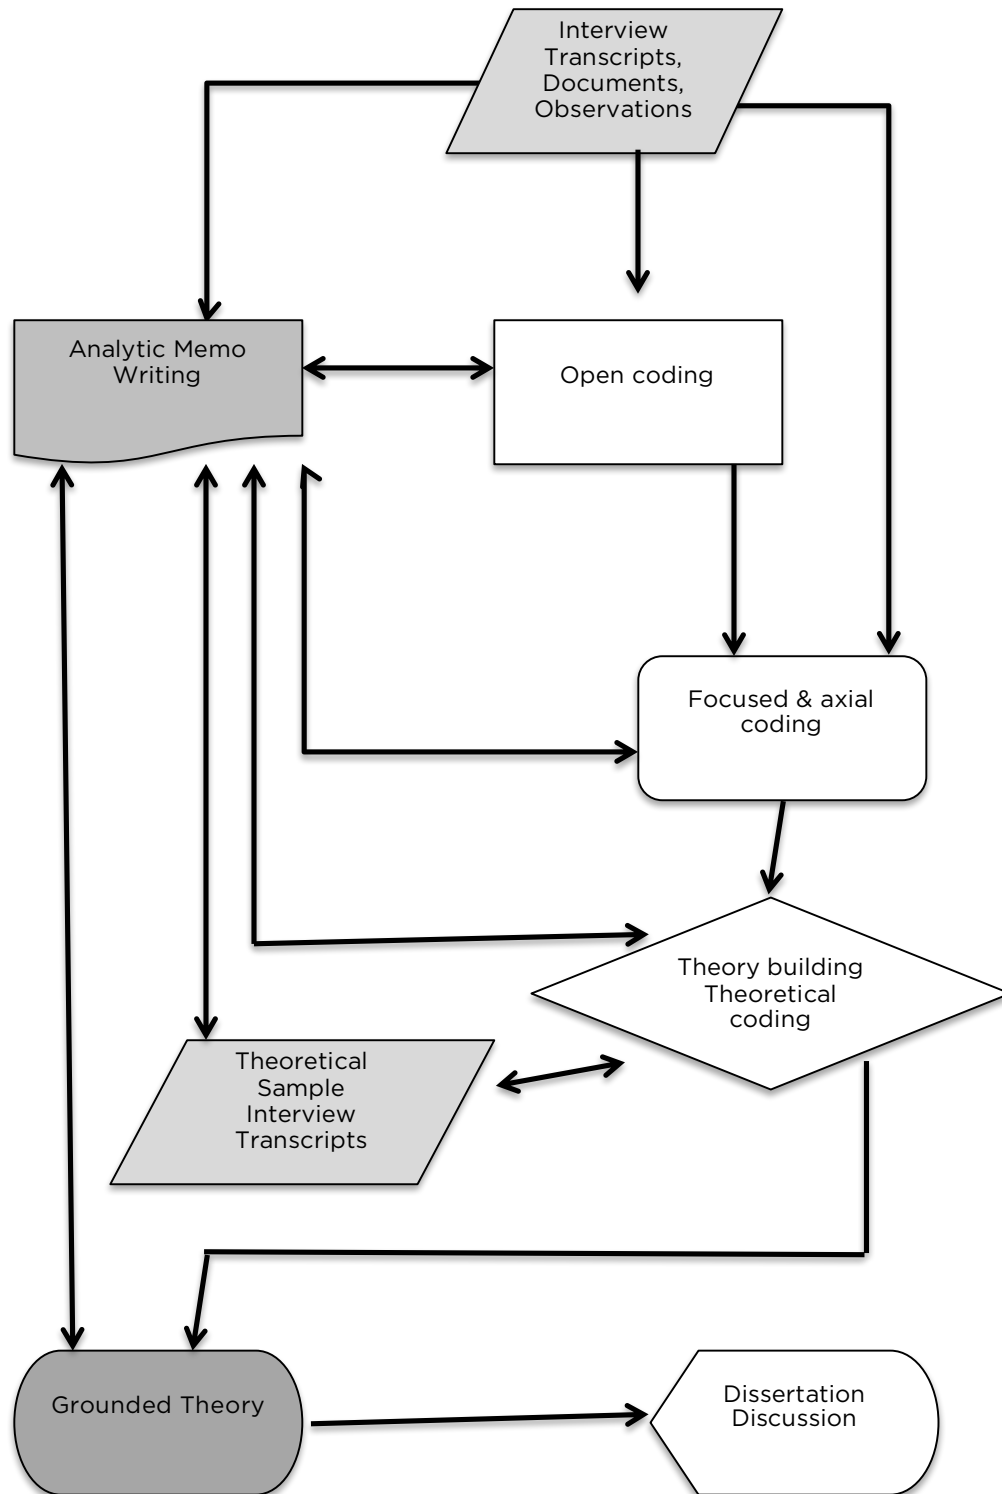 Interview
Transcripts,
Documents,
Observations
Analytic Memo
Writing
Open coding
Focused & axial
coding
Theory building
Theoretical
coding
Theoretical
Sample
Interview
Transcripts
Grounded Theory
Dissertation
Discussion